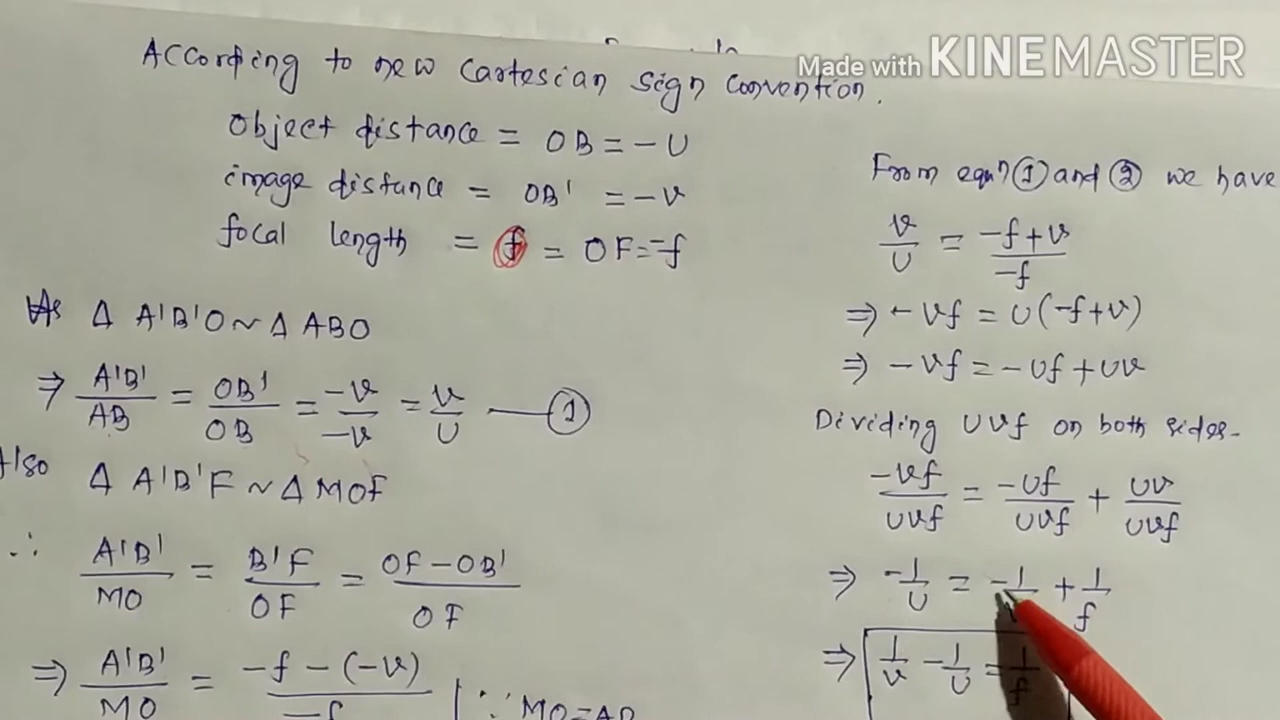 Made with KINEMASTER
According to new Cartesian sign convention.
Object distance = OB = -U
image distance = OB' = -v
focal length = f = OF = -f
As Δ A'B'O ~ Δ ABO
⇒ A'B'/AB = OB'/OB = -v/-v = v/U —— ①
Also Δ A'B'F ~ Δ MOF
∴ A'B'/MO = B'F/OF = OF-OB'/OF
⇒ A'B'/MO = -f-(-v)/-f | ∵ MO=AB
From eqn ① and ② we have
v/U = -f+v/-f
⇒ -vf = U(-f+v)
⇒ -vf = -Uf+Uv
Dividing Uvf on both sides-
-vf/Uvf = -Uf/Uvf + Uv/Uvf
⇒ -1/U = -1/v + 1/f
⇒ 1/v - 1/U = 1/f